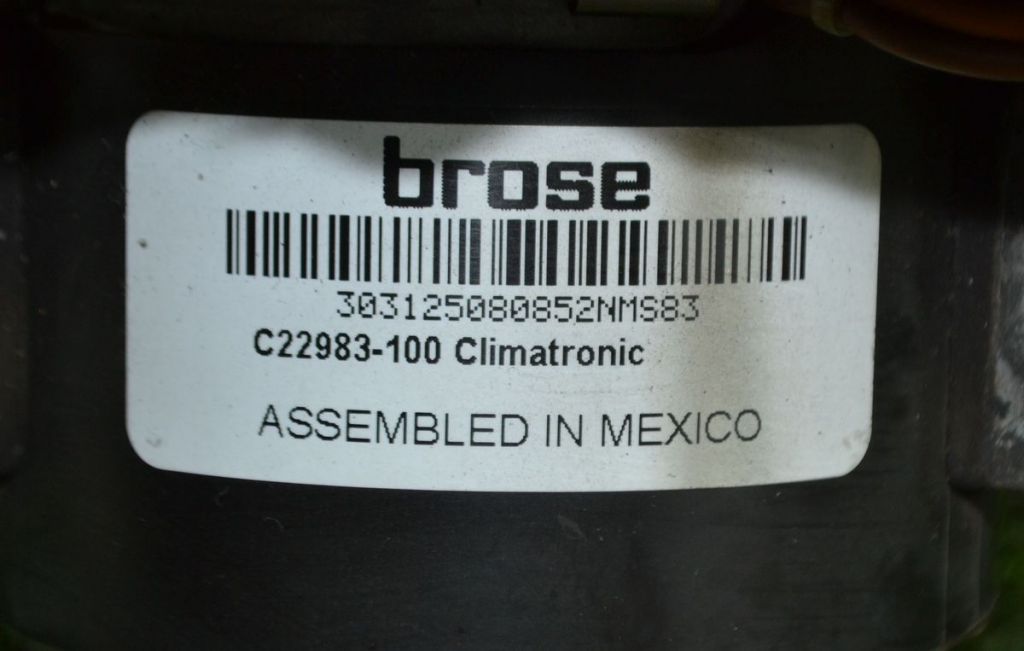 brose
303125080852NMS83
C22983-100 Climatronic
ASSEMBLED IN MEXICO